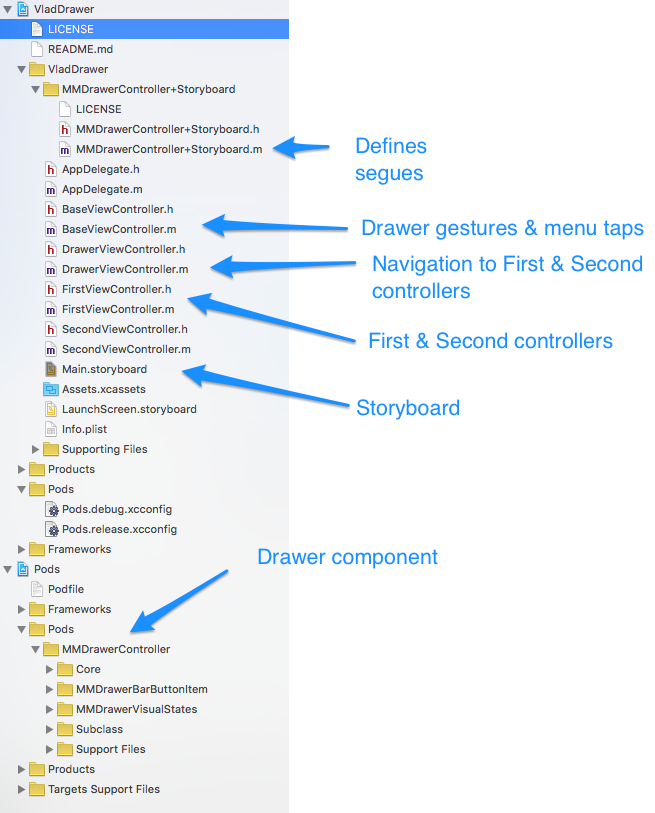 VladDrawer
LICENSE
README.md
VladDrawer
MMDrawerController+Storyboard
LICENSE
MMDrawerController+Storyboard.h
MMDrawerController+Storyboard.m
Defines
segues
AppDelegate.h
AppDelegate.m
BaseViewController.h
BaseViewController.m
Drawer gestures & menu taps
DrawerViewController.h
DrawerViewController.m
Navigation to First & Second
controllers
FirstViewController.h
FirstViewController.m
First & Second controllers
SecondViewController.h
SecondViewController.m
Main.storyboard
Storyboard
Assets.xcassets
LaunchScreen.storyboard
Info.plist
Supporting Files
Products
Pods
Pods.debug.xcconfig
Pods.release.xcconfig
Frameworks
Drawer component
Pods
Podfile
Frameworks
Pods
MMDrawerController
Core
MMDrawerBarButtonItem
MMDrawerVisualStates
Subclass
Support Files
Products
Targets Support Files